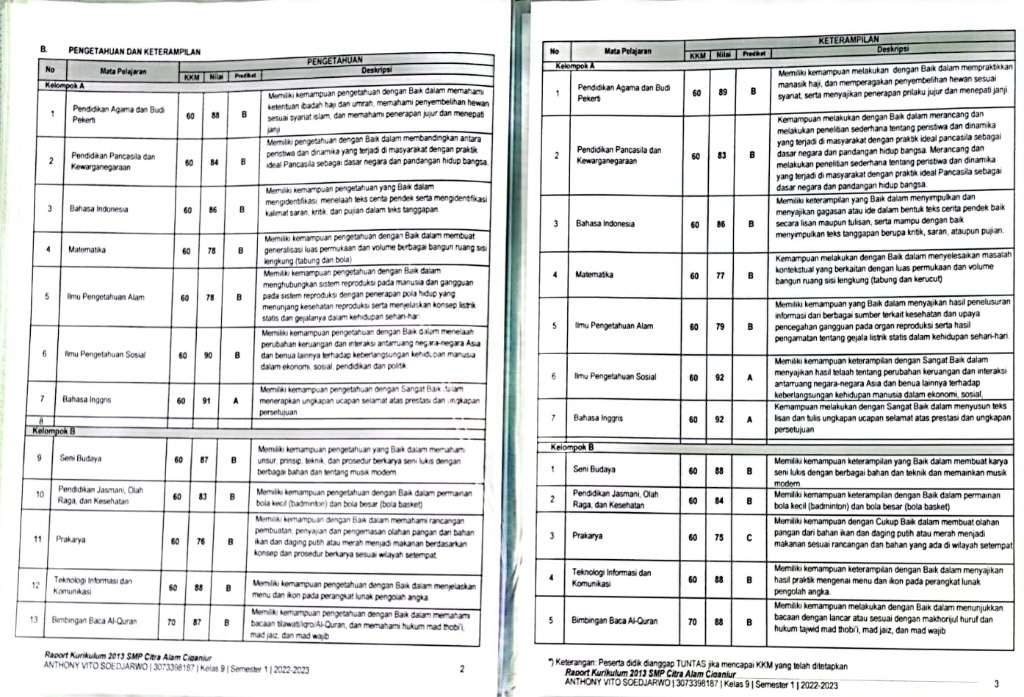 B. PENGETAHUAN DAN KETERAMPILAN
No Mata Pelajaran PENGETAHUAN
KKM Nilai Predikat Deskripsi
Kelompok A
1 Pendidikan Agama dan Budi Pekerti 60 88 B Memiliki kemampuan pengetahuan dengan Baik dalam memahami
ketentuan ibadah haji dan umrah, memahami penyembelihan hewan
sesuai syariat islam, dan memahami penerapan jujur dan menepati
janji
2 Pendidikan Pancasila dan Kewarganegaraan 60 84 B Memiliki pengetahuan dengan Baik dalam membandingkan antara
peristiwa dan dinamika yang terjadi di masyarakat dengan praktik
ideal Pancasila sebagai dasar negara dan pandangan hidup bangsa.
3 Bahasa Indonesia 60 86 B Memiliki kemampuan pengetahuan yang Baik dalam
mengidentifikasi, menelaah teks cerita pendek serta mengidentifikasi
kalimat saran, kritik, dan pujian dalam teks tanggapan.
4 Matematika 60 78 B Memiliki kemampuan pengetahuan dengan Baik dalam membuat
generalisasi luas permukaan dan volume berbagai bangun ruang sisi
lengkung (tabung dan bola)
5 Ilmu Pengetahuan Alam 60 78 B Memiliki kemampuan pengetahuan dengan Baik dalam
menghubungkan sistem reproduksi pada manusia dan gangguan
pada sistem reproduksi dengan penerapan pola hidup yang
menunjang kesehatan reproduksi serta menjelaskan konsep listrik
statis dan gejalanya dalam kehidupan sehari-hari
6 Ilmu Pengetahuan Sosial 60 90 B Memiliki kemampuan pengetahuan dengan Baik dalam menelaah
perubahan keruangan dan interaksi antarruang negara-negara Asia
dan benua lainnya terhadap keberlangsungan kehidupan manusia
dalam ekonomi, sosial, pendidikan dan politik
7 Bahasa Inggris 60 91 A Memiliki kemampuan pengetahuan dengan Sangat Baik dalam
menerapkan ungkapan ucapan selamat atas prestasi dan ungkapan
persetujuan
8
Kelompok B
9 Seni Budaya 60 87 B Memiliki kemampuan pengetahuan yang Baik dalam memahami
unsur, prinsip, teknik, dan prosedur berkarya seni lukis dengan
berbagai bahan dan tentang musik modern.
10 Pendidikan Jasmani, Olah Raga, dan Kesehatan 60 83 B Memiliki kemampuan pengetahuan dengan Baik dalam permainan
bola kecil (badminton) dan bola besar (bola basket)
11 Prakarya 60 76 B Memiliki kemampuan dengan Baik dalam memahami rancangan
pembuatan, penyajian dan pengemasan olahan pangan dari bahan
ikan dan daging putih atau merah menjadi makanan berdasarkan
konsep dan prosedur berkarya sesuai wilayah setempat.
12 Teknologi Informasi dan Komunikasi 60 88 B Memiliki kemampuan pengetahuan dengan Baik dalam menjelaskan
menu dan ikon pada perangkat lunak pengolah angka.
13 Bimbingan Baca Al-Quran 70 87 B Memiliki kemampuan pengetahuan dengan Baik dalam memahami
bacaan tilawati/iqro/Al-Quran, dan memahami hukum mad thobi'i,
mad jaiz, dan mad wajib
Raport Kurikulum 2013 SMP Citra Alam Ciganjur
ANTHONY VITO SOEDJARWO | 3073398187 | Kelas 9 | Semester 1 | 2022-2023 2
No Mata Pelajaran KETERAMPILAN
KKM Nilai Predikat Deskripsi
Kelompok A
1 Pendidikan Agama dan Budi Pekerti 60 89 B Memiliki kemampuan melakukan dengan Baik dalam mempraktikkan
manasik haji, dan memperagakan penyembelihan hewan sesuai
syariat, serta menyajikan penerapan prilaku jujur dan menepati janji.
2 Pendidikan Pancasila dan Kewarganegaraan 60 83 B Kemampuan melakukan dengan Baik dalam merancang dan
melakukan penelitian sederhana tentang peristiwa dan dinamika
yang terjadi di masyarakat dengan praktik ideal pancasila sebagai
dasar negara dan pandangan hidup bangsa. Merancang dan
melakukan penelitian sederhana tentang peristiwa dan dinamika
yang terjadi di masyarakat dengan praktik ideal Pancasila sebagai
dasar negara dan pandangan hidup bangsa.
3 Bahasa Indonesia 60 86 B Memiliki keterampilan yang Baik dalam menyimpulkan dan
menyajikan gagasan atau ide dalam bentuk teks cerita pendek baik
secara lisan maupun tulisan, serta mampu dengan baik
menyimpulkan teks tanggapan berupa kritik, saran, ataupun pujian.
4 Matematika 60 77 B Kemampuan melakukan dengan Baik dalam menyelesaikan masalah
kontekstual yang berkaitan dengan luas permukaan dan volume
bangun ruang sisi lengkung (tabung dan kerucut)
5 Ilmu Pengetahuan Alam 60 79 B Memiliki kemampuan yang Baik dalam menyajikan hasil penelusuran
informasi dari berbagai sumber terkait kesehatan dan upaya
pencegahan gangguan pada organ reproduksi serta hasil
pengamatan tentang gejala listrik statis dalam kehidupan sehari-hari.
6 Ilmu Pengetahuan Sosial 60 92 A Memiliki kemampuan keterampilan dengan Sangat Baik dalam
menyajikan hasil telaah tentang perubahan keruangan dan interaksi
antarruang negara-negara Asia dan benua lainnya terhadap
keberlangsungan kehidupan manusia dalam ekonomi, sosial,
7 Bahasa Inggris 60 92 A Kemampuan melakukan dengan Sangat Baik dalam menyusun teks
lisan dan tulis ungkapan ucapan selamat atas prestasi dan ungkapan
persetujuan
Kelompok B
1 Seni Budaya 60 88 B Memiliki kemampuan keterampilan yang Baik dalam membuat karya
seni lukis dengan berbagai bahan dan teknik dan memainkan musik
modern
2 Pendidikan Jasmani, Olah Raga, dan Kesehatan 60 84 B Memiliki kemampuan keterampilan dengan Baik dalam permainan
bola kecil (badminton) dan bola besar (bola basket)
3 Prakarya 60 75 C Memiliki kemampuan dengan Cukup Baik dalam membuat olahan
pangan dari bahan ikan dan daging putih atau merah menjadi
makanan sesuai rancangan dan bahan yang ada di wilayah setempat
4 Teknologi Informasi dan Komunikasi 60 88 B Memiliki kemampuan keterampilan dengan Baik dalam menyajikan
hasil praktik mengenai menu dan ikon pada perangkat lunak
pengolah angka.
5 Bimbingan Baca Al-Quran 70 88 B Memiliki kemampuan melakukan dengan Baik dalam menunjukkan
bacaan dengan lancar atau sesuai dengan makhorijul huruf dan
hukum tajwid mad thobi'i, mad jaiz, dan mad wajib
*) Keterangan: Peserta didik dianggap TUNTAS jika mencapai KKM yang telah ditetapkan
Raport Kurikulum 2013 SMP Citra Alam Ciganjur
ANTHONY VITO SOEDJARWO | 3073398187 | Kelas 9 | Semester 1 | 2022-2023 3